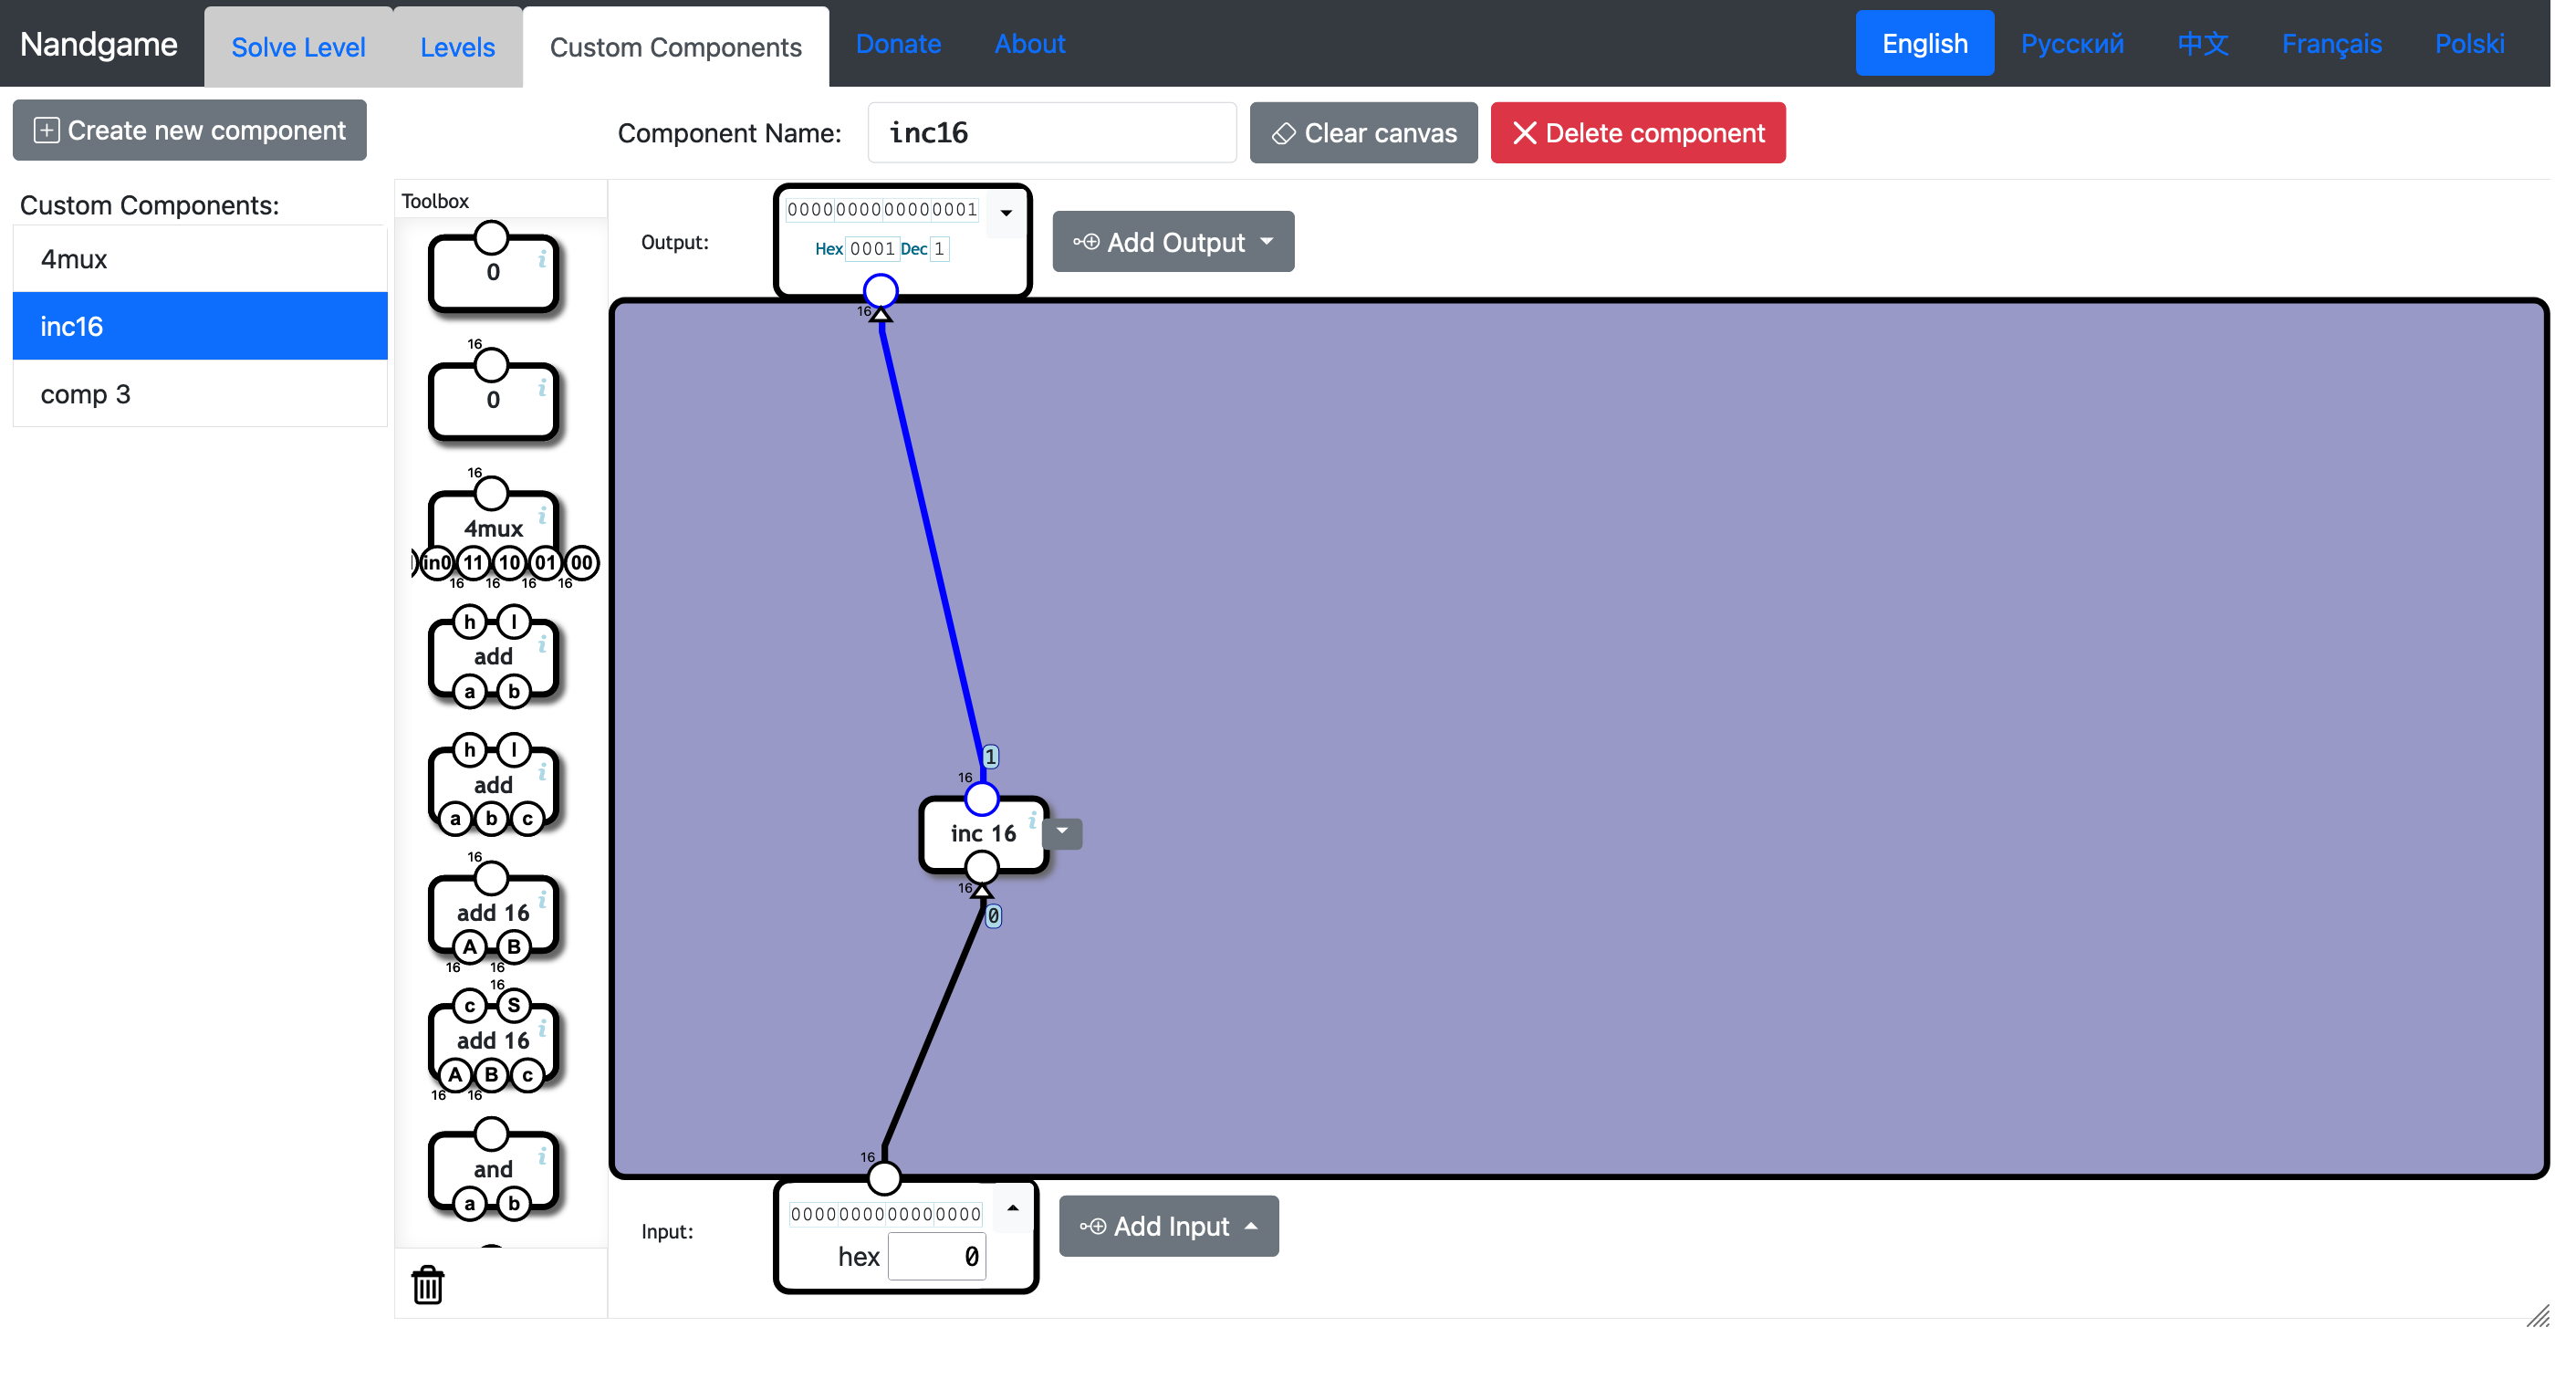 Nandgame Solve Level Levels Custom Components Donate About English Русский 中文 Français Polski
Create new component
Component Name: inc16 Clear canvas Delete component
Custom Components:
4mux
inc16
comp 3
Toolbox
i
0
16
i
0
16
i
4mux
in0 11 10 01 00
16 16 16 16
h l
i
add
a b
h l
i
add
a b c
16
i
add 16
A B
16 16
16
c S
i
add 16
A B c
16 16
i
and
a b
Output:
0000000000000001
Hex 0001 Dec 1
Add Output
16
1
16
i
inc 16
16
0
16
Input:
0000000000000000
hex 0
Add Input